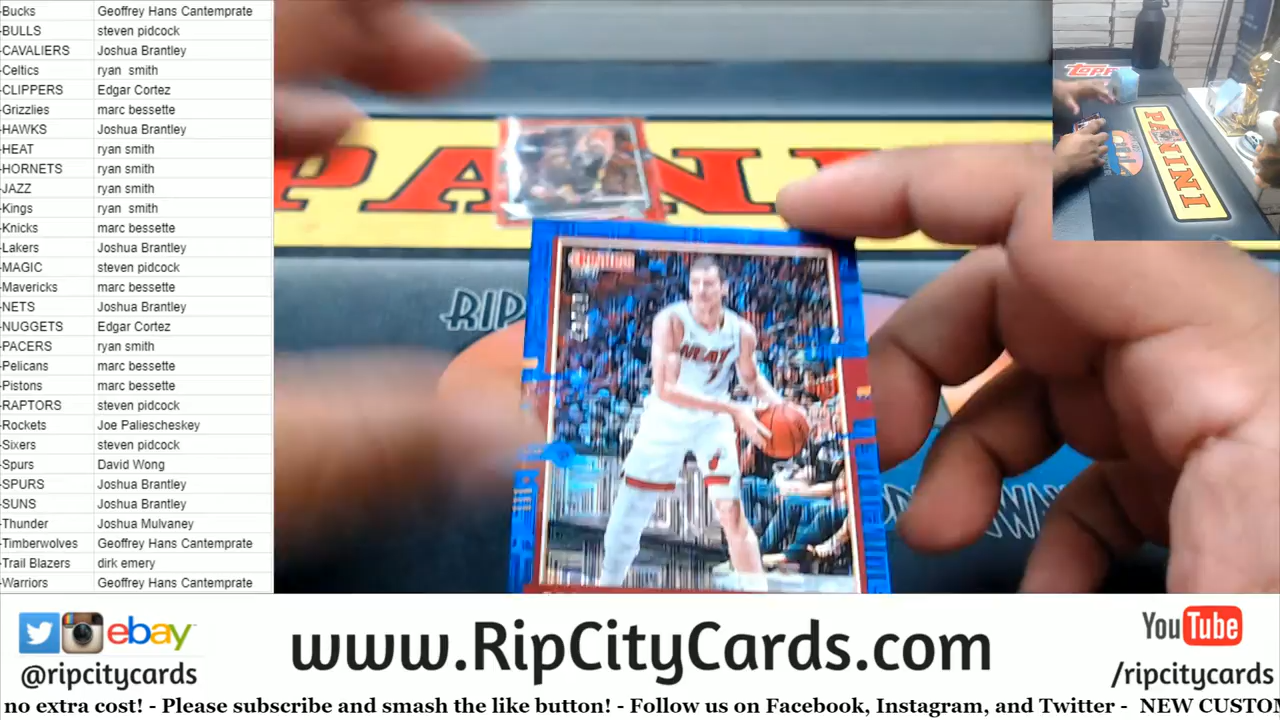 -Bucks Geoffrey Hans Cantemprate
-BULLS steven pidcock
-CAVALIERS Joshua Brantley
-Celtics ryan smith
-CLIPPERS Edgar Cortez
-Grizzlies marc bessette
-HAWKS Joshua Brantley
-HEAT ryan smith
-HORNETS ryan smith
-JAZZ ryan smith
-Kings ryan smith
-Knicks marc bessette
-Lakers Joshua Brantley
-MAGIC steven pidcock
-Mavericks marc bessette
-NETS Joshua Brantley
-NUGGETS Edgar Cortez
-PACERS ryan smith
-Pelicans marc bessette
-Pistons marc bessette
-RAPTORS steven pidcock
-Rockets Joe Paliescheskey
-Sixers steven pidcock
-Spurs David Wong
-SPURS Joshua Brantley
-SUNS Joshua Brantley
-Thunder Joshua Mulvaney
-Timberwolves Geoffrey Hans Cantemprate
-Trail Blazers dirk emery
-Warriors Geoffrey Hans Cantemprate
PANINI
RIP
HEAT
7
TOPPS
PANINI
ebay
@ripcitycards
www.RipCityCards.com
YouTube
/ripcitycards
no extra cost! - Please subscribe and smash the like button! - Follow us on Facebook, Instagram, and Twitter - NEW CUSTOM